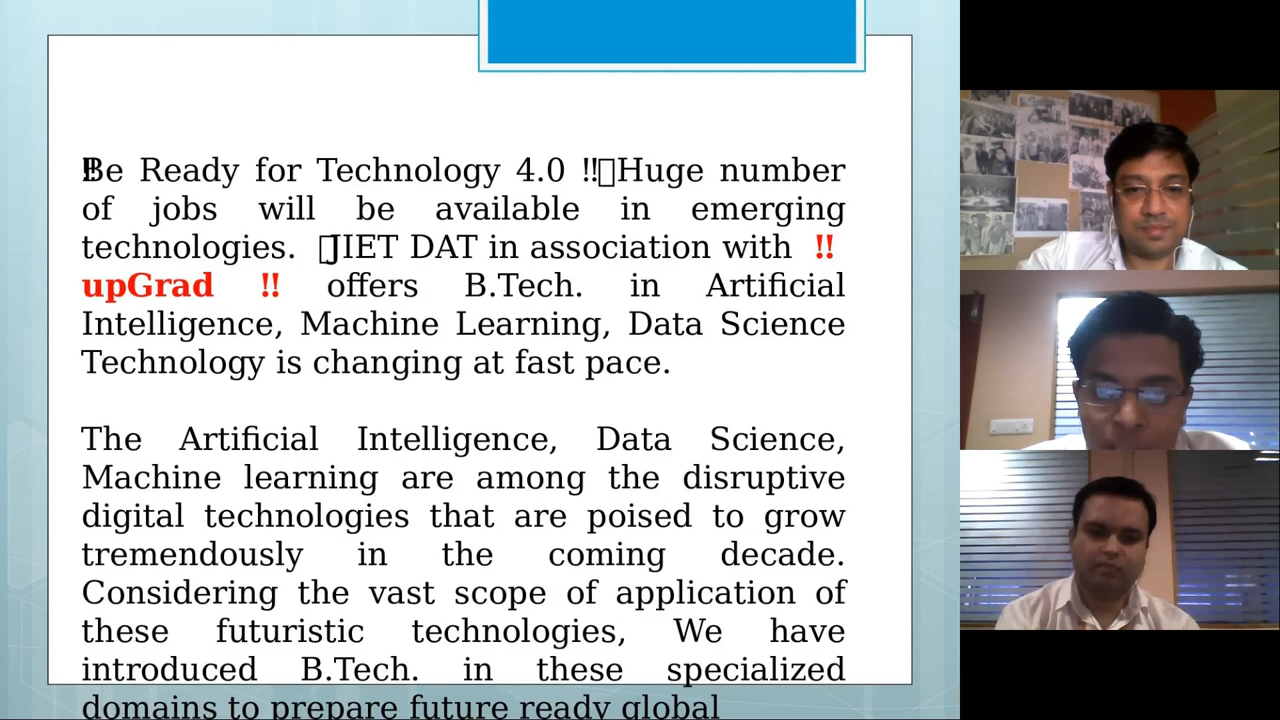 ‼Be Ready for Technology 4.0 ‼Huge number
of jobs will be available in emerging
technologies. JIET DAT in association with ‼
upGrad ‼ offers B.Tech. in Artificial
Intelligence, Machine Learning, Data Science
Technology is changing at fast pace.
The Artificial Intelligence, Data Science,
Machine learning are among the disruptive
digital technologies that are poised to grow
tremendously in the coming decade.
Considering the vast scope of application of
these futuristic technologies, We have
introduced B.Tech. in these specialized
domains to prepare future ready global